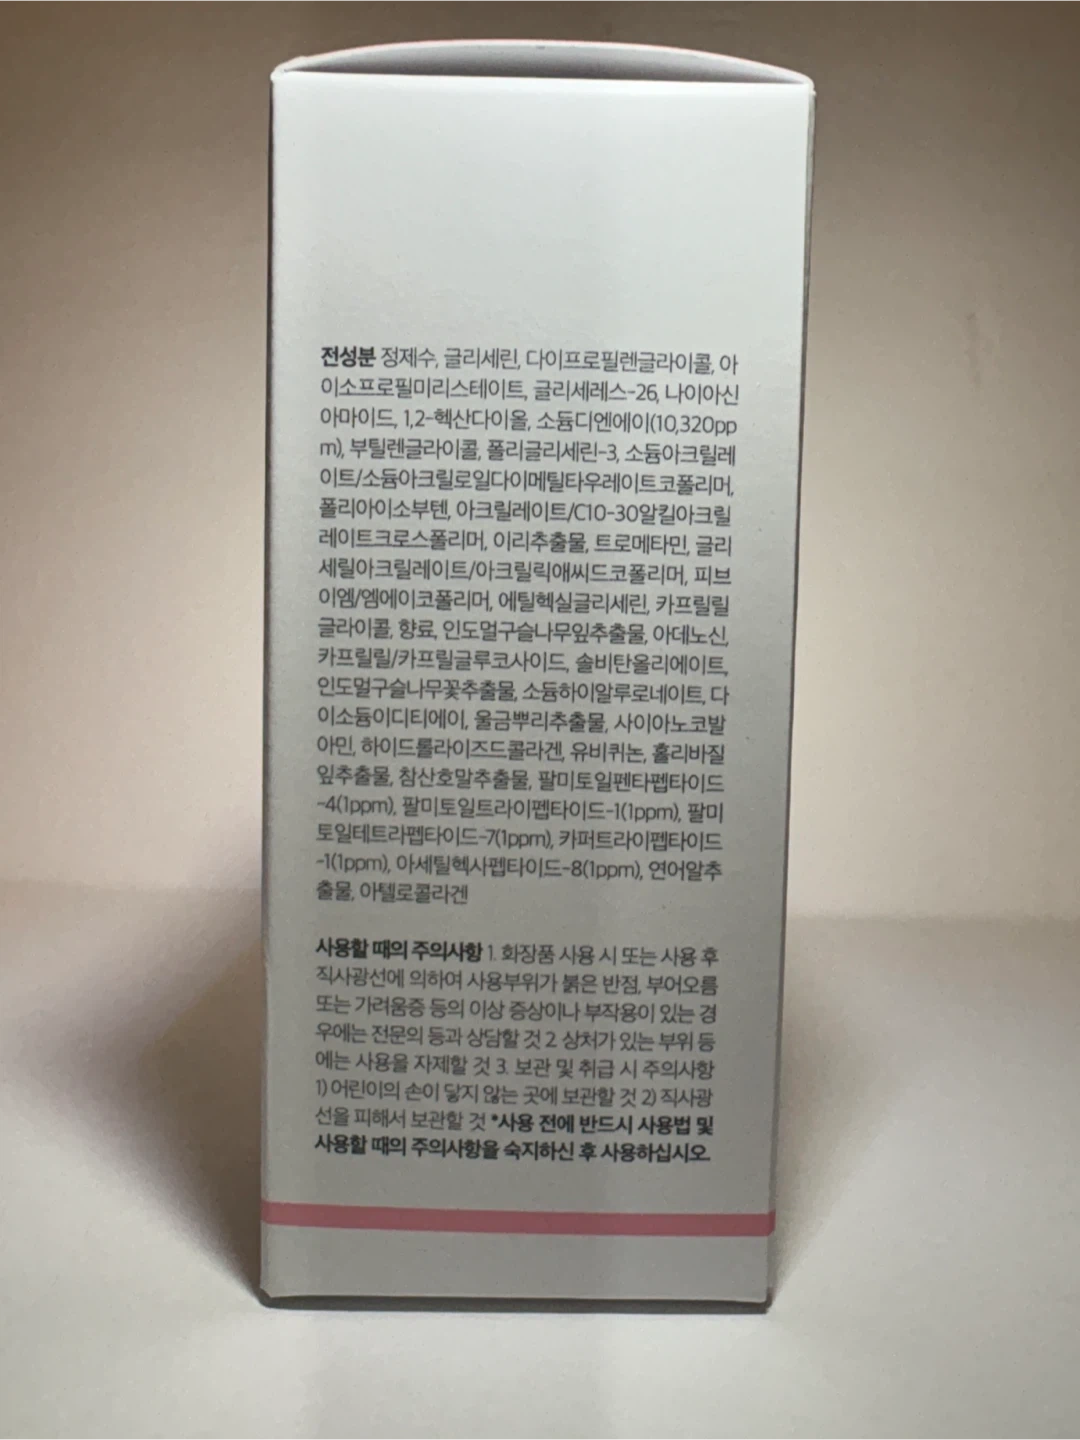 전성분 정제수, 글리세린, 다이프로필렌글라이콜, 아
이소프로필미리스테이트, 글리세레스-26, 나이아신
아마이드, 1,2-헥산다이올, 소듐디엔에이(10,320pp
m), 부틸렌글라이콜, 폴리글리세린-3, 소듐아크릴레
이트/소듐아크릴로일다이메틸타우레이트코폴리머,
폴리아이소부텐, 아크릴레이트/C10-30알킬아크릴
레이트크로스폴리머, 이리추출물, 트로메타민, 글리
세릴아크릴레이트/아크릴릭애씨드코폴리머, 피브
이엠/엠에이코폴리머, 에틸헥실글리세린, 카프릴릴
글라이콜, 향료, 인도멀구슬나무잎추출물, 아데노신,
카프릴릴/카프릴글루코사이드, 솔비탄올리에이트,
인도멀구슬나무꽃추출물, 소듐하이알루로네이트, 다
이소듐이디티에이, 울금뿌리추출물, 사이아노코발
아민, 하이드롤라이즈드콜라겐, 유비퀴논, 홀리바질
잎추출물, 참산호말추출물, 팔미토일펜타펩타이드
-4(1ppm), 팔미토일트라이펩타이드-1(1ppm), 팔미
토일테트라펩타이드-7(1ppm), 카퍼트라이펩타이드
-1(1ppm), 아세틸헥사펩타이드-8(1ppm), 연어알추
출물, 아텔로콜라겐
사용할 때의 주의사항 1. 화장품 사용 시 또는 사용 후
직사광선에 의하여 사용부위가 붉은 반점, 부어오름
또는 가려움증 등의 이상 증상이나 부작용이 있는 경
우에는 전문의 등과 상담할 것 2. 상처가 있는 부위 등
에는 사용을 자제할 것 3. 보관 및 취급 시 주의사항
1) 어린이의 손이 닿지 않는 곳에 보관할 것 2) 직사광
선을 피해서 보관할 것 *사용 전에 반드시 사용법 및
사용할 때의 주의사항을 숙지하신 후 사용하십시오.